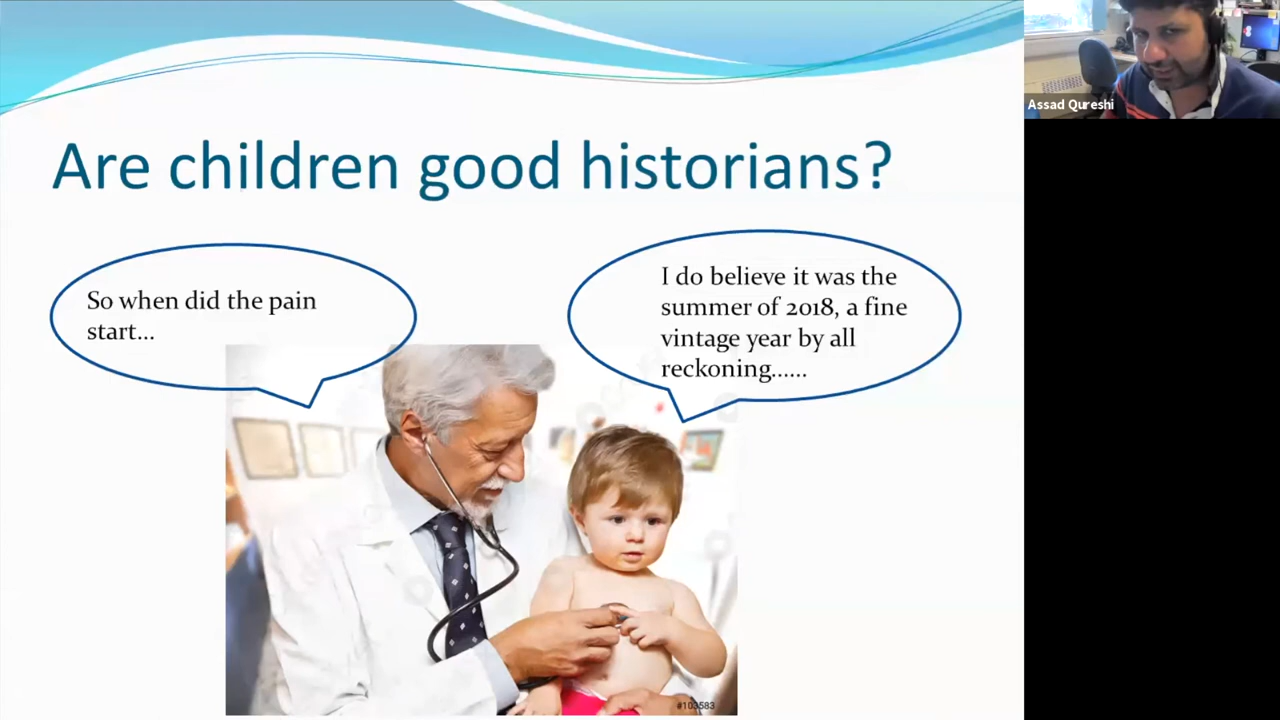 Assad Qureshi
Are children good historians?
So when did the pain
start...
I do believe it was the
summer of 2018, a fine
vintage year by all
reckoning......
#103583